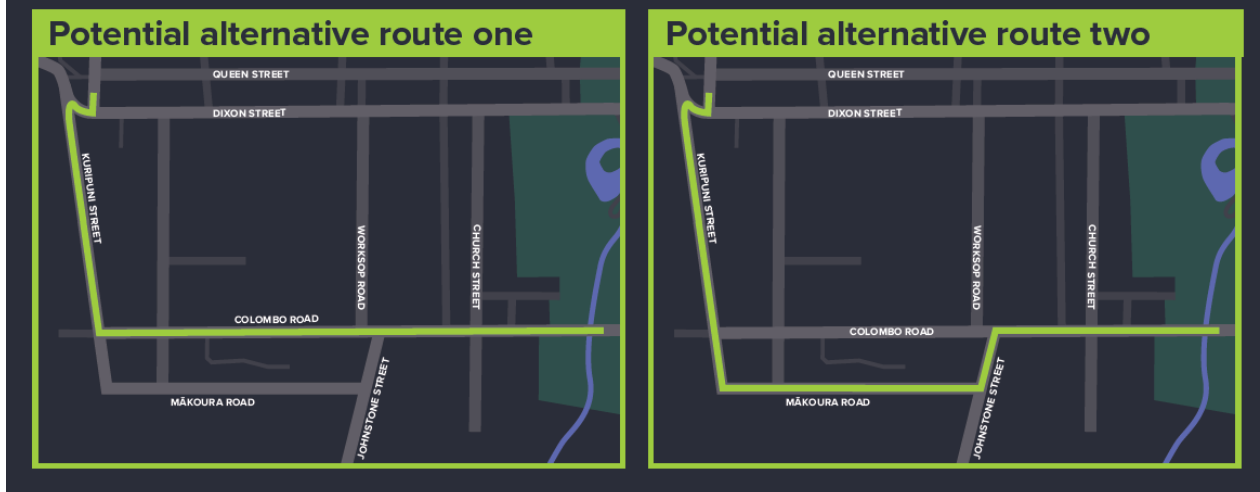 Potential alternative route one
QUEEN STREET
DIXON STREET
KURIPUNI STREET
WORKSOP ROAD
CHURCH STREET
COLOMBO ROAD
MĀKOURA ROAD
JOHNSTONE STREET
Potential alternative route two
QUEEN STREET
DIXON STREET
KURIPUNI STREET
WORKSOP ROAD
CHURCH STREET
COLOMBO ROAD
MĀKOURA ROAD
JOHNSTONE STREET